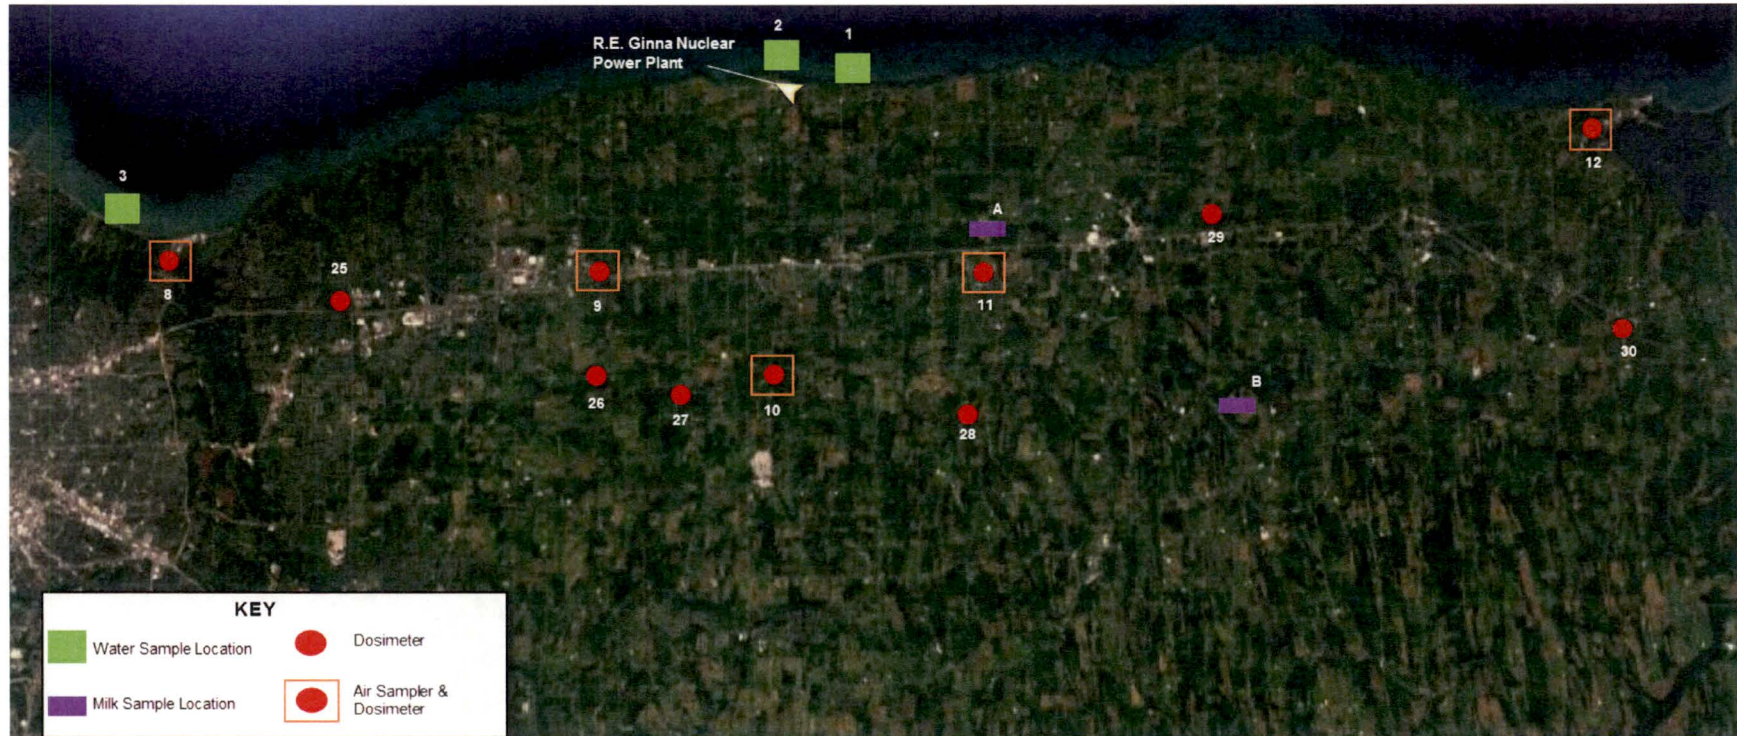 2
1
R.E. Ginna Nuclear
Power Plant
12
3
A
29
25
8
9
11
30
26
27
10
B
28
KEY
Water Sample Location
Dosimeter
Milk Sample Location
Air Sampler &
Dosimeter